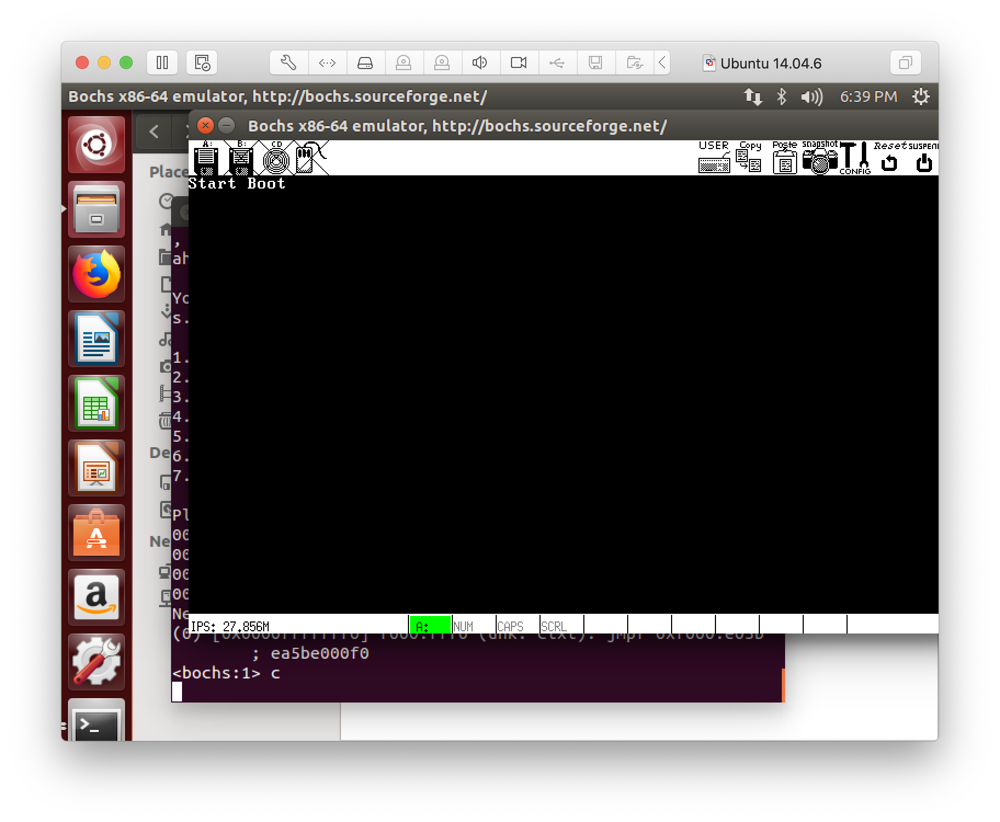 Ubuntu 14.04.6
Bochs x86-64 emulator, http://bochs.sourceforge.net/
6:39 PM
Bochs x86-64 emulator, http://bochs.sourceforge.net/
A:
B:
CD
USER
Copy
Paste
snapshot
CONFIG
Reset
Start Boot
Place
,
ah
Yo
s.
1.
2.
3.
4.
5.
De
6.
7.
Pl
00
Ne
00
00
00
Ne
IPS: 27.856M
A:
NUM
CAPS
SCRL
; ea5be000f0
<bochs:1> c